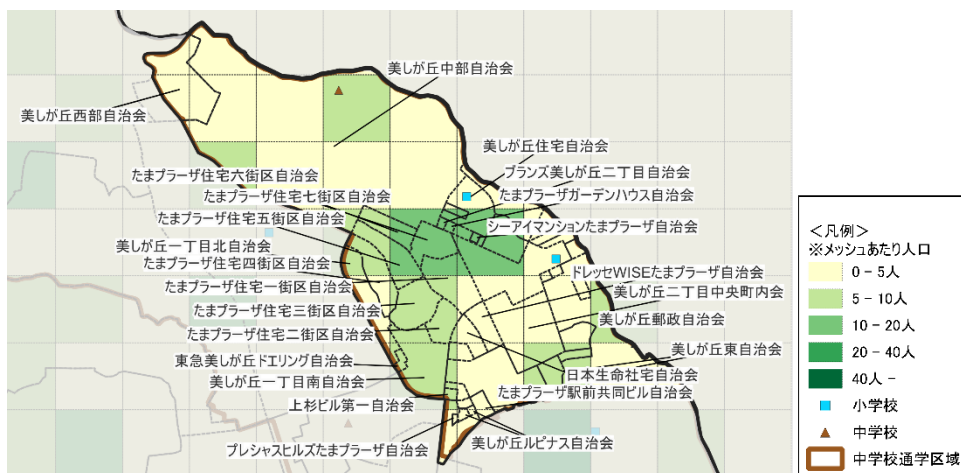 美しが丘中部自治会
美しが丘西部自治会
美しが丘住宅自治会
ブランズ美しが丘二丁目自治会
たまプラーザ住宅六街区自治会
たまプラーザ住宅七街区自治会
たまプラーザガーデンハウス自治会
たまプラーザ住宅五街区自治会
シーアイマンションたまプラーザ自治会
美しが丘一丁目北自治会
たまプラーザ住宅四街区自治会
ドレッセWISEたまプラーザ自治会
たまプラーザ住宅一街区自治会
美しが丘二丁目中央町内会
たまプラーザ住宅三街区自治会
美しが丘郵政自治会
たまプラーザ住宅二街区自治会
美しが丘東自治会
東急美しが丘ドエリング自治会
日本生命社宅自治会
美しが丘一丁目南自治会
たまプラーザ駅前共同ビル自治会
上杉ビル第一自治会
プレシャスヒルズたまプラーザ自治会
美しが丘ルピナス自治会
＜凡例＞
※メッシュあたり人口
0－5人
5－10人
10－20人
20－40人
40人－
小学校
中学校
中学校通学区域